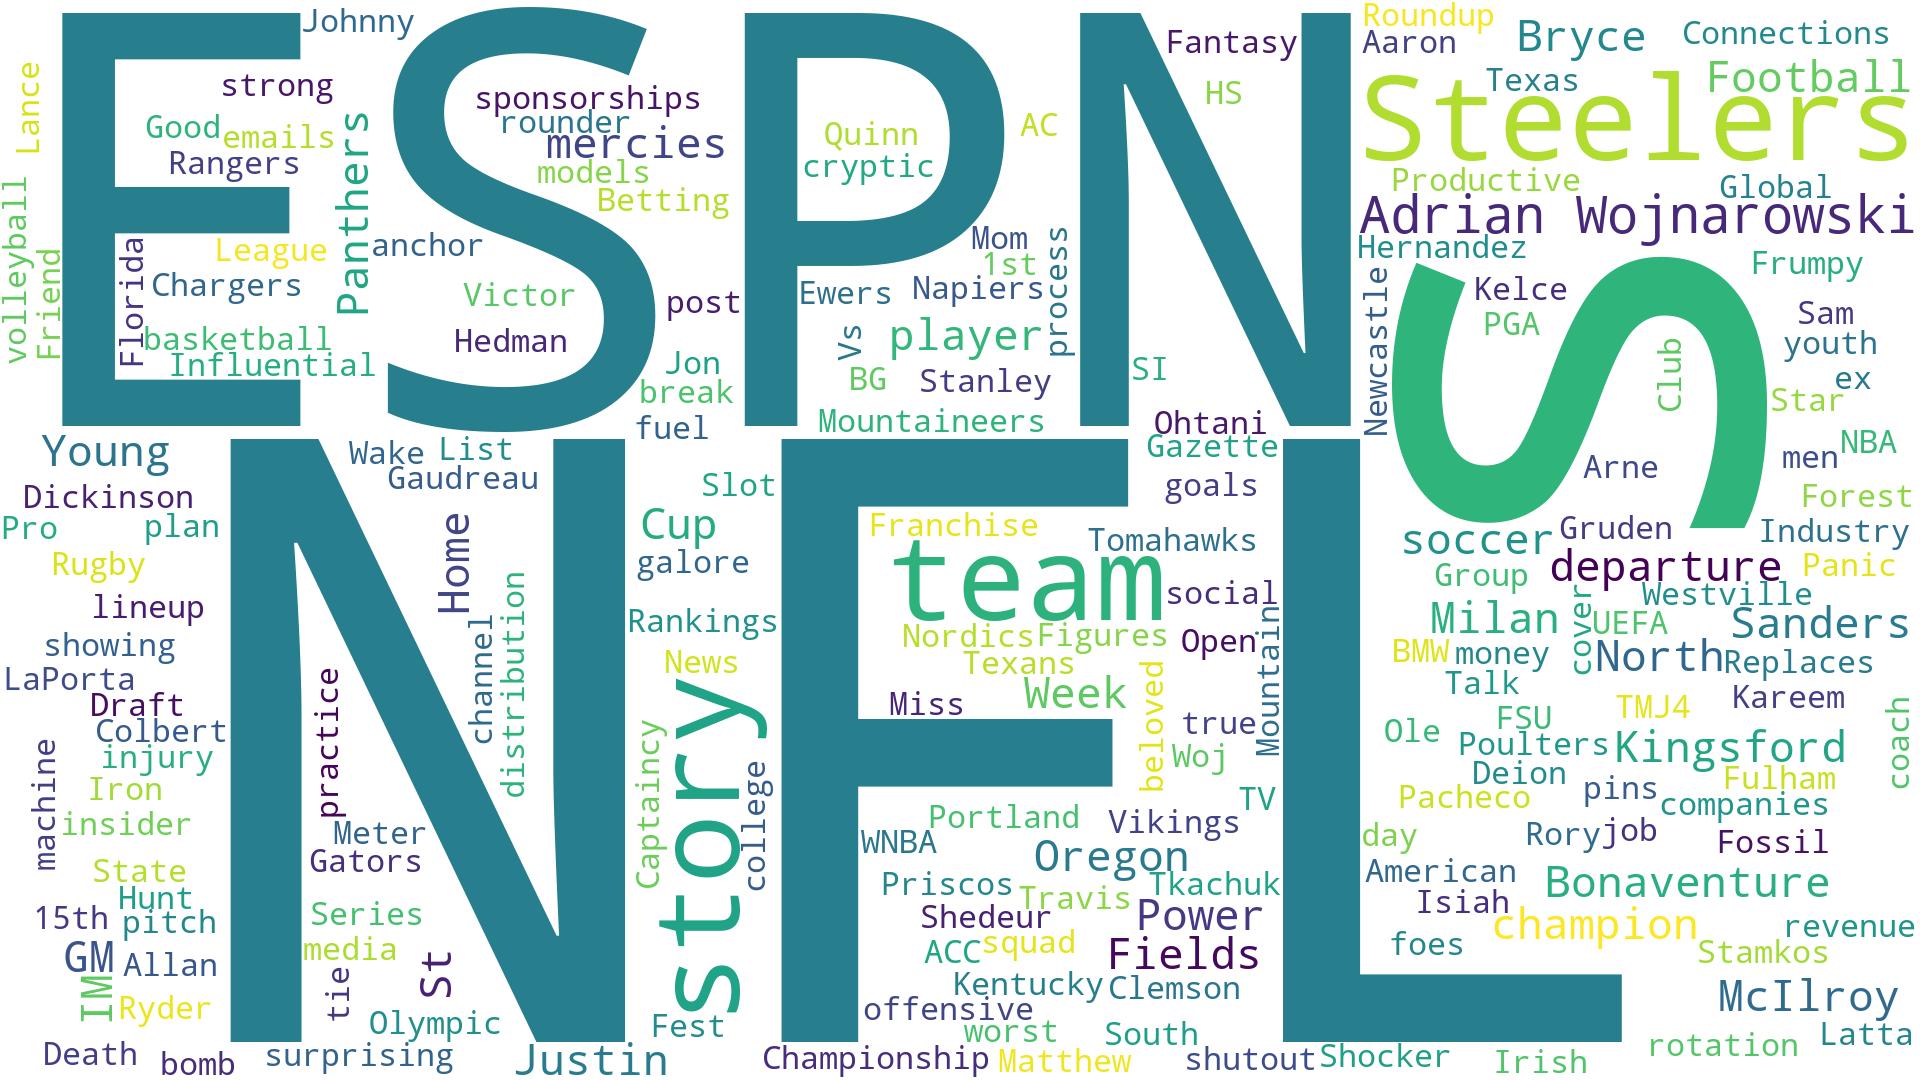 ESPN
NFL
S
Johnny
Lance
strong
Good
emails
Rangers
Panthers
volleyball
Friend
Florida
League
Chargers
basketball
Influential
sponsorships
rounder
mercies
models
Betting
anchor
Victor
Hedman
post
Jon
break
fuel
Quinn
cryptic
AC
Mom
1st
process
Ewers
Napiers
Vs
player
BG
Stanley
Mountaineers
Fantasy
HS
SI
Ohtani
Gazette
Roundup
Aaron
Bryce
Connections
Texas
Football
Steelers
Productive
Global
Adrian Wojnarowski
Hernandez
Frumpy
Newcastle
Kelce
PGA
Sam
youth
Club
ex
Star
NBA
men
Arne
Forest
Young
Wake
List
Gaudreau
Dickinson
Pro
plan
Rugby
lineup
showing
LaPorta
Draft
Colbert
injury
machine
Iron
insider
State
Hunt
15th
pitch
GM
Allan
IM
Ryder
Death
bomb
Home
channel
distribution
practice
Meter
Gators
Series
media
tie
St
Olympic
surprising
Justin
Slot
Cup
galore
Rankings
News
story
Captaincy
college
Fest
goals
Franchise
Tomahawks
team
social
Nordics
Figures
Open
Texans
Week
Miss
beloved
true
Mountain
Woj
TV
Portland
Vikings
WNBA
Oregon
Priscos
Travis
Tkachuk
Shedeur
Power
ACC
squad
Fields
Kentucky
Clemson
offensive
worst
South
Championship
Matthew
shutout
Shocker
Irish
rotation
Latta
soccer
Gruden
Industry
departure
Panic
Group
Westville
Milan
cover
UEFA
Sanders
BMW
money
North
Replaces
Talk
TMJ4
Kareem
coach
Ole
FSU
Poulters
Kingsford
Deion
Fulham
Pacheco
pins
companies
day
Rory
job
Fossil
American
Bonaventure
Isiah
champion
revenue
foes
Stamkos
McIlroy